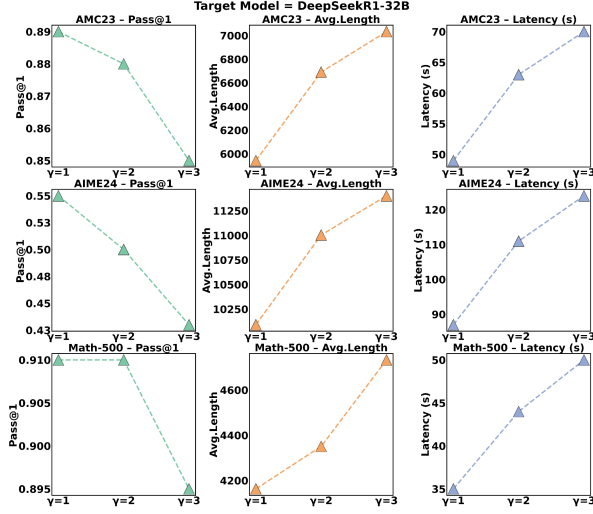 Target Model = DeepSeekR1-32B
AMC23 – Pass@1
AMC23 – Avg.Length
AMC23 – Latency (s)
Pass@1
0.89
0.88
0.87
0.86
0.85
γ=1
γ=2
γ=3
Avg.Length
7000
6800
6600
6400
6200
6000
γ=1
γ=2
γ=3
Latency (s)
70
65
60
55
50
γ=1
γ=2
γ=3
AIME24 – Pass@1
AIME24 – Avg.Length
AIME24 – Latency (s)
Pass@1
0.55
0.53
0.50
0.48
0.45
0.43
γ=1
γ=2
γ=3
Avg.Length
11250
11000
10750
10500
10250
γ=1
γ=2
γ=3
Latency (s)
120
110
100
90
γ=1
γ=2
γ=3
Math-500 – Pass@1
Math-500 – Avg.Length
Math-500 – Latency (s)
Pass@1
0.910
0.905
0.900
0.895
γ=1
γ=2
γ=3
Avg.Length
4600
4400
4200
γ=1
γ=2
γ=3
Latency (s)
50
45
40
35
γ=1
γ=2
γ=3